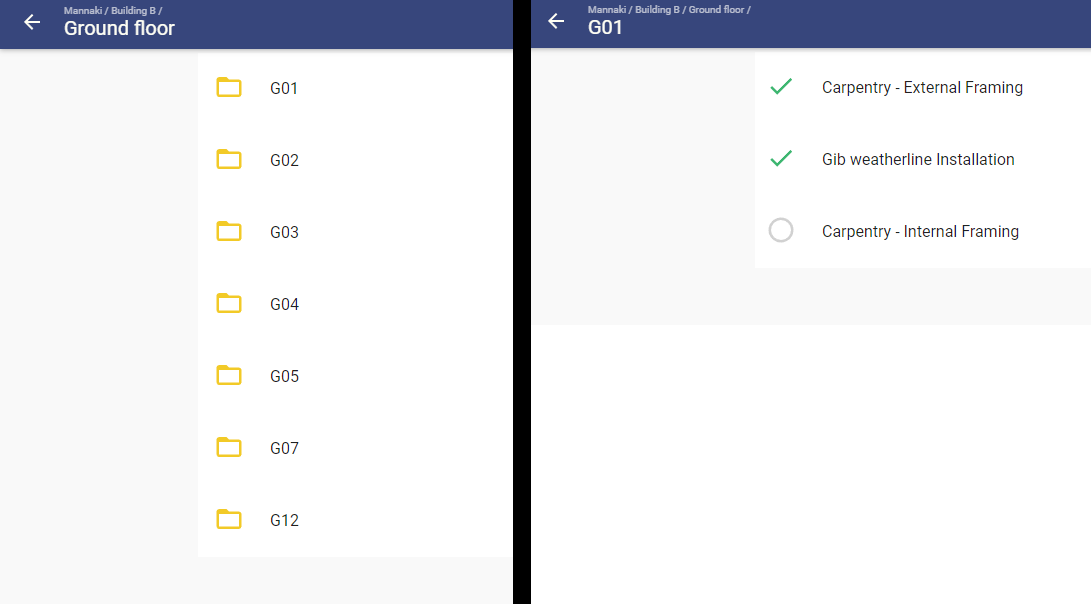 Mannaki / Building B /
Ground floor
G01
G02
G03
G04
G05
G07
G12
Mannaki / Building B / Ground floor /
G01
Carpentry - External Framing
Gib weatherline Installation
Carpentry - Internal Framing